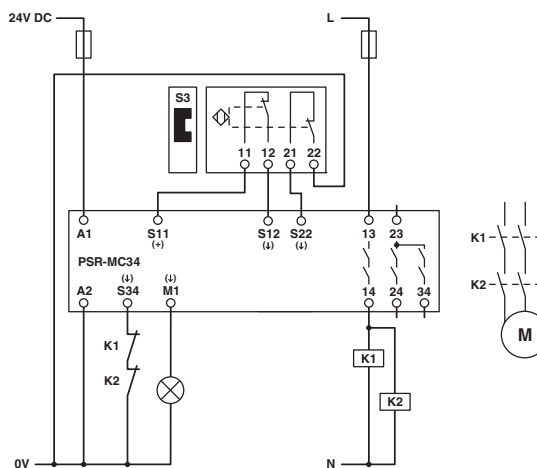 24V DC
L
S3
11 12 21 22
A1 S11 S12 S22 13 23
(+) (↓) (↓)
PSR-MC34
(↓) (↓)
A2 S34 M1 14 24 34
K1
K2
M
K1
K2
K1
K2
0V
N